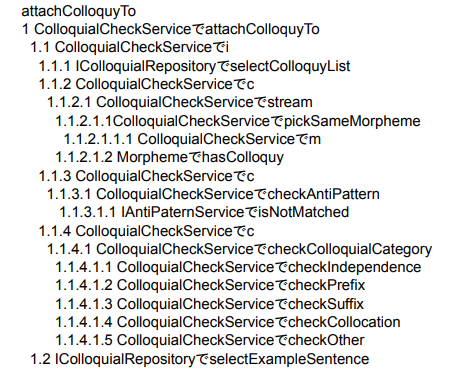 attachColloquyTo
1 ColloquialCheckServiceでattachColloquyTo
1.1 ColloquialCheckServiceでi
1.1.1 IColloquialRepositoryでselectColloquyList
1.1.2 ColloquialCheckServiceでc
1.1.2.1 ColloquialCheckServiceでstream
1.1.2.1.1ColloquialCheckServiceでpickSameMorpheme
1.1.2.1.1.1 ColloquialCheckServiceでm
1.1.2.1.2 MorphemeでhasColloquy
1.1.3 ColloquialCheckServiceでc
1.1.3.1 ColloquialCheckServiceでcheckAntiPattern
1.1.3.1.1 IAntiPaternServiceでisNotMatched
1.1.4 ColloquialCheckServiceでc
1.1.4.1 ColloquialCheckServiceでcheckColloquialCategory
1.1.4.1.1 ColloquialCheckServiceでcheckIndependence
1.1.4.1.2 ColloquialCheckServiceでcheckPrefix
1.1.4.1.3 ColloquialCheckServiceでcheckSuffix
1.1.4.1.4 ColloquialCheckServiceでcheckCollocation
1.1.4.1.5 ColloquialCheckServiceでcheckOther
1.2 IColloquialRepositoryでselectExampleSentence